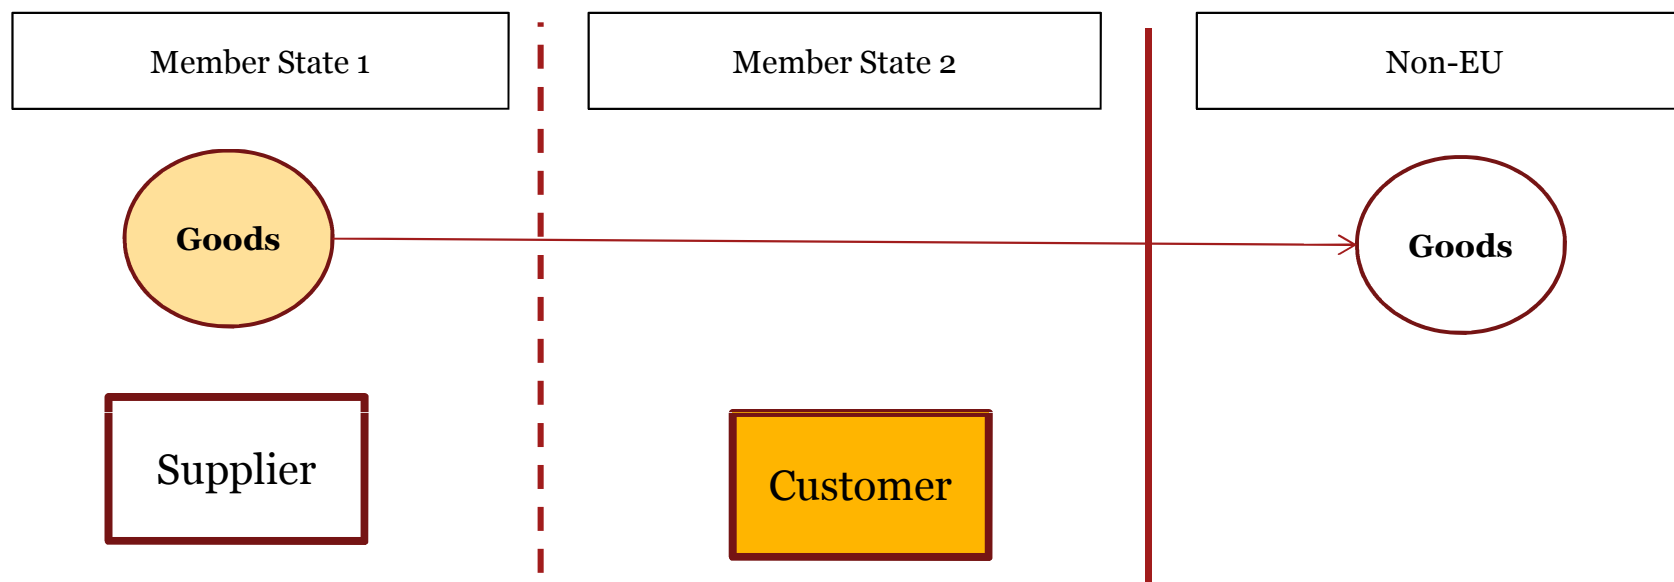 Member State 1
Member State 2
Non-EU
Goods
Goods
Supplier
Customer